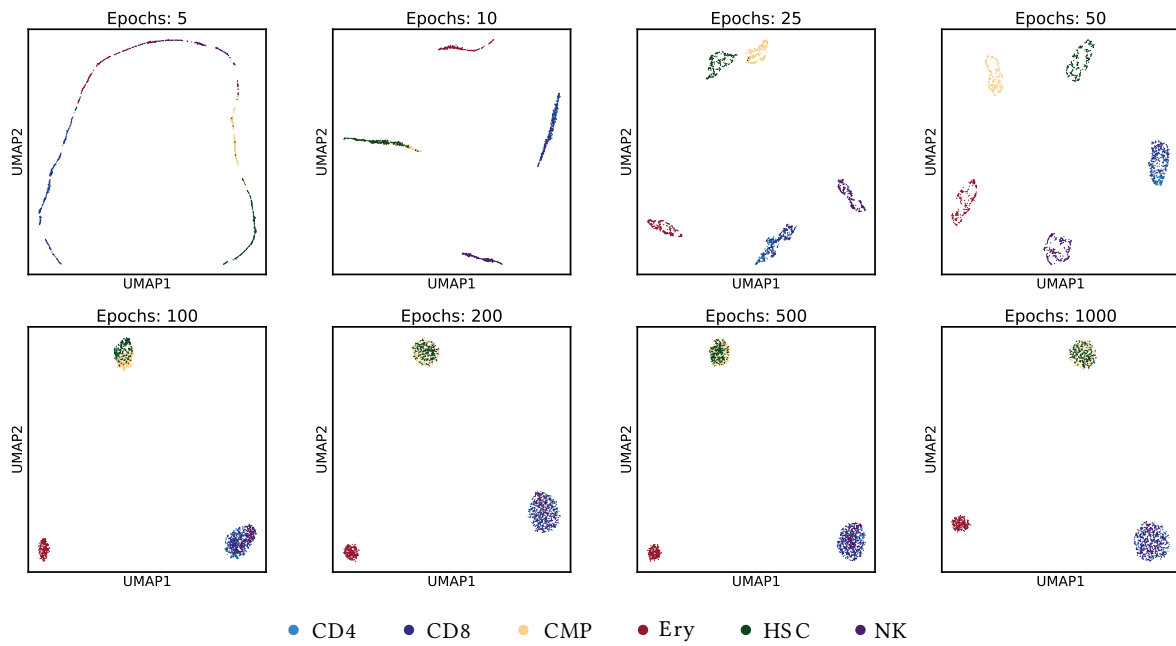 Epochs: 5
Epochs: 10
Epochs: 25
Epochs: 50
UMAP2
UMAP2
UMAP2
UMAP2
UMAP1
UMAP1
UMAP1
UMAP1
Epochs: 100
Epochs: 200
Epochs: 500
Epochs: 1000
UMAP2
UMAP2
UMAP2
UMAP2
UMAP1
UMAP1
UMAP1
UMAP1
CD4 CD8 CMP Ery HSC NK